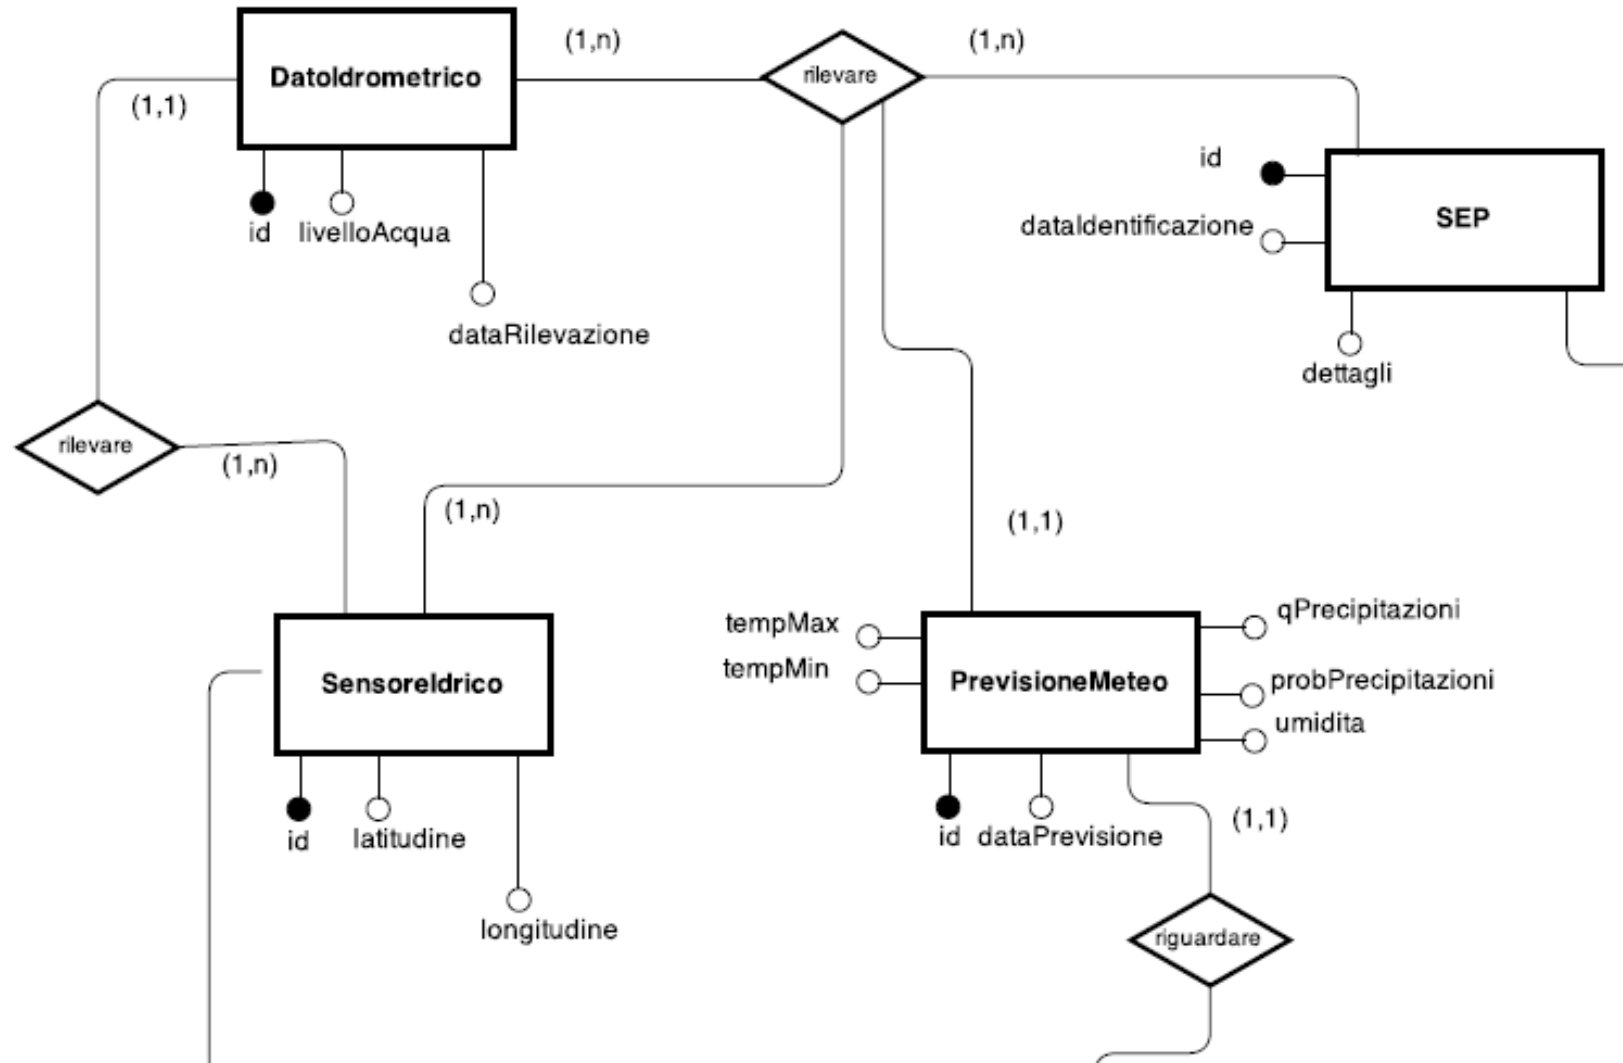 (1,n)
(1,n)
DatoIdrometrico
rilevare
(1,1)
id
SEP
dataIdentificazione
id
livelloAcqua
dataRilevazione
dettagli
rilevare
(1,n)
(1,n)
(1,1)
qPrecipitazioni
tempMax
tempMin
SensoreIdrico
PrevisioneMeteo
probPrecipitazioni
umidita
id
latitudine
id
dataPrevisione
(1,1)
longitudine
riguardare